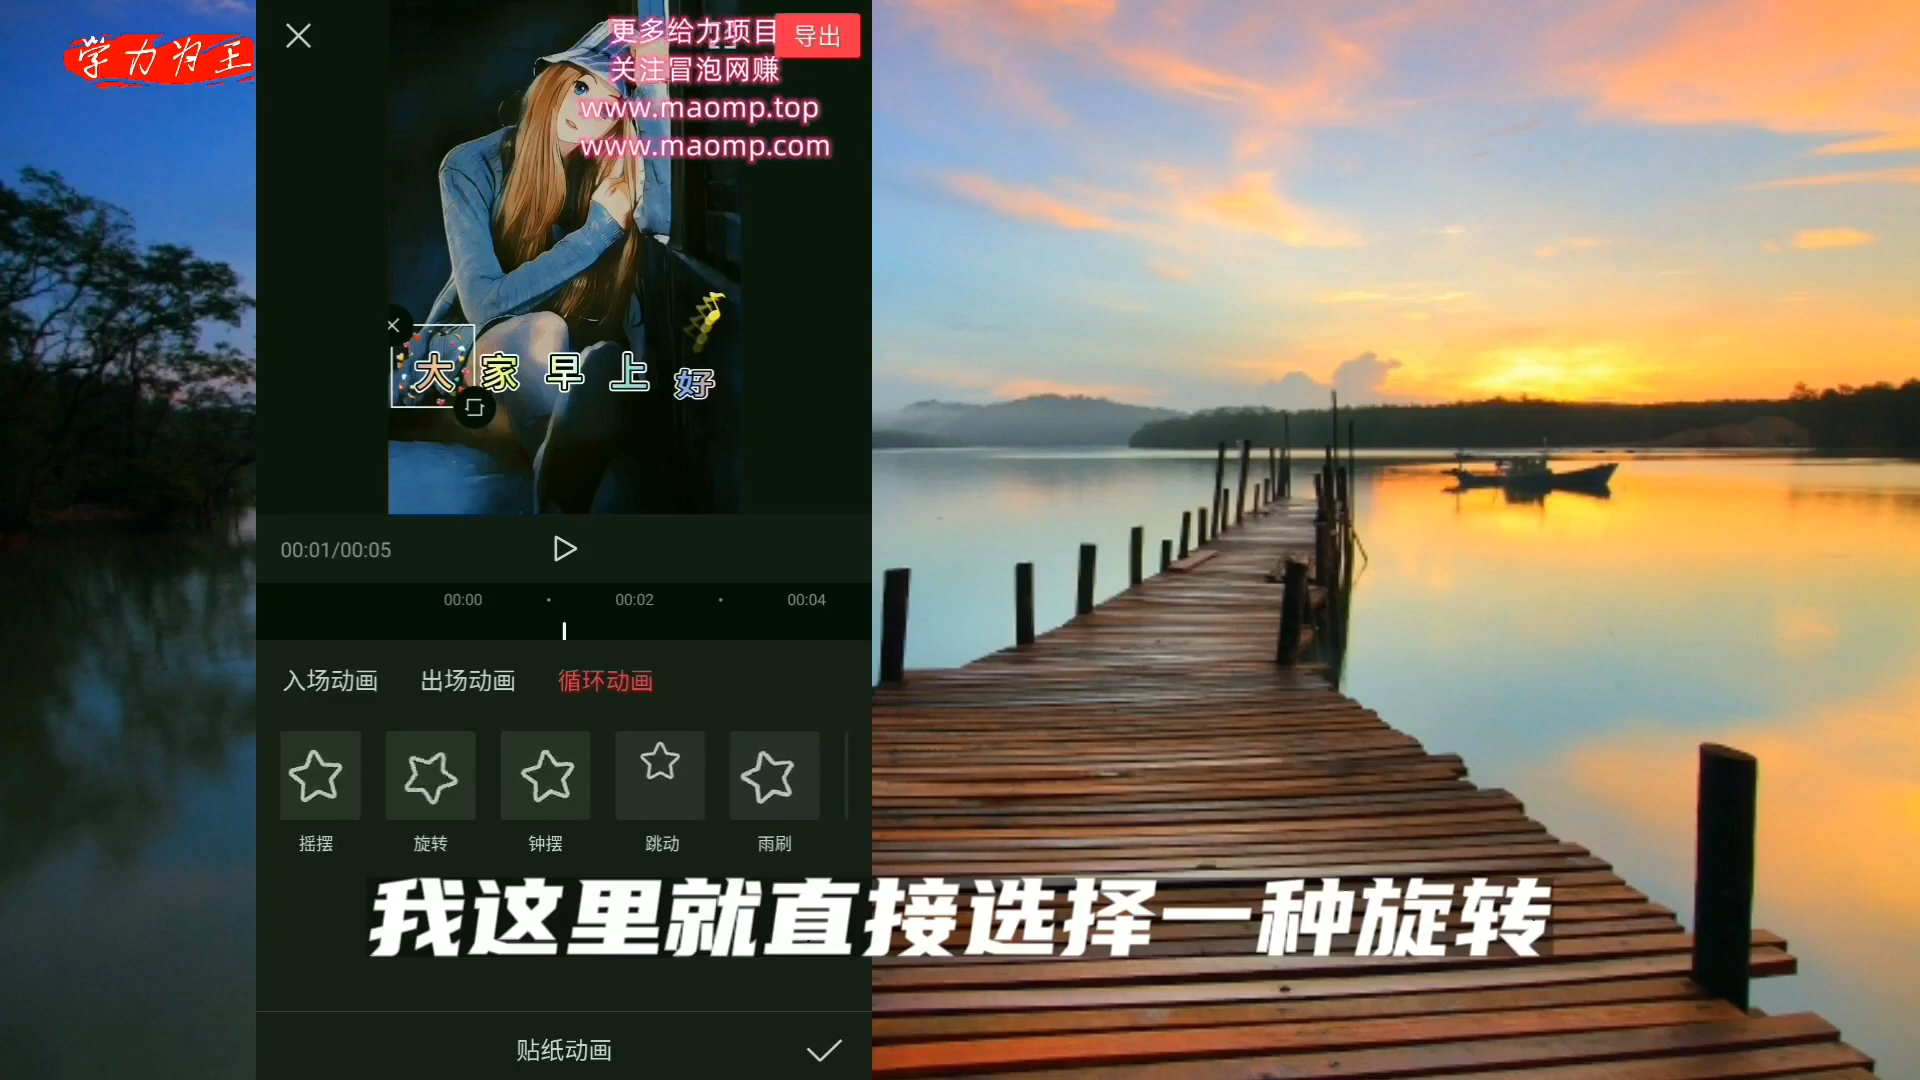 学力为王
更多给力项目
导出
关注冒泡网赚
www.maomp.top
www.maomp.com
大家早上好
00:01/00:05
00:00
00:02
00:04
入场动画
出场动画
循环动画
摇摆
旋转
钟摆
跳动
雨刷
我这里就直接选择一种旋转
贴纸动画